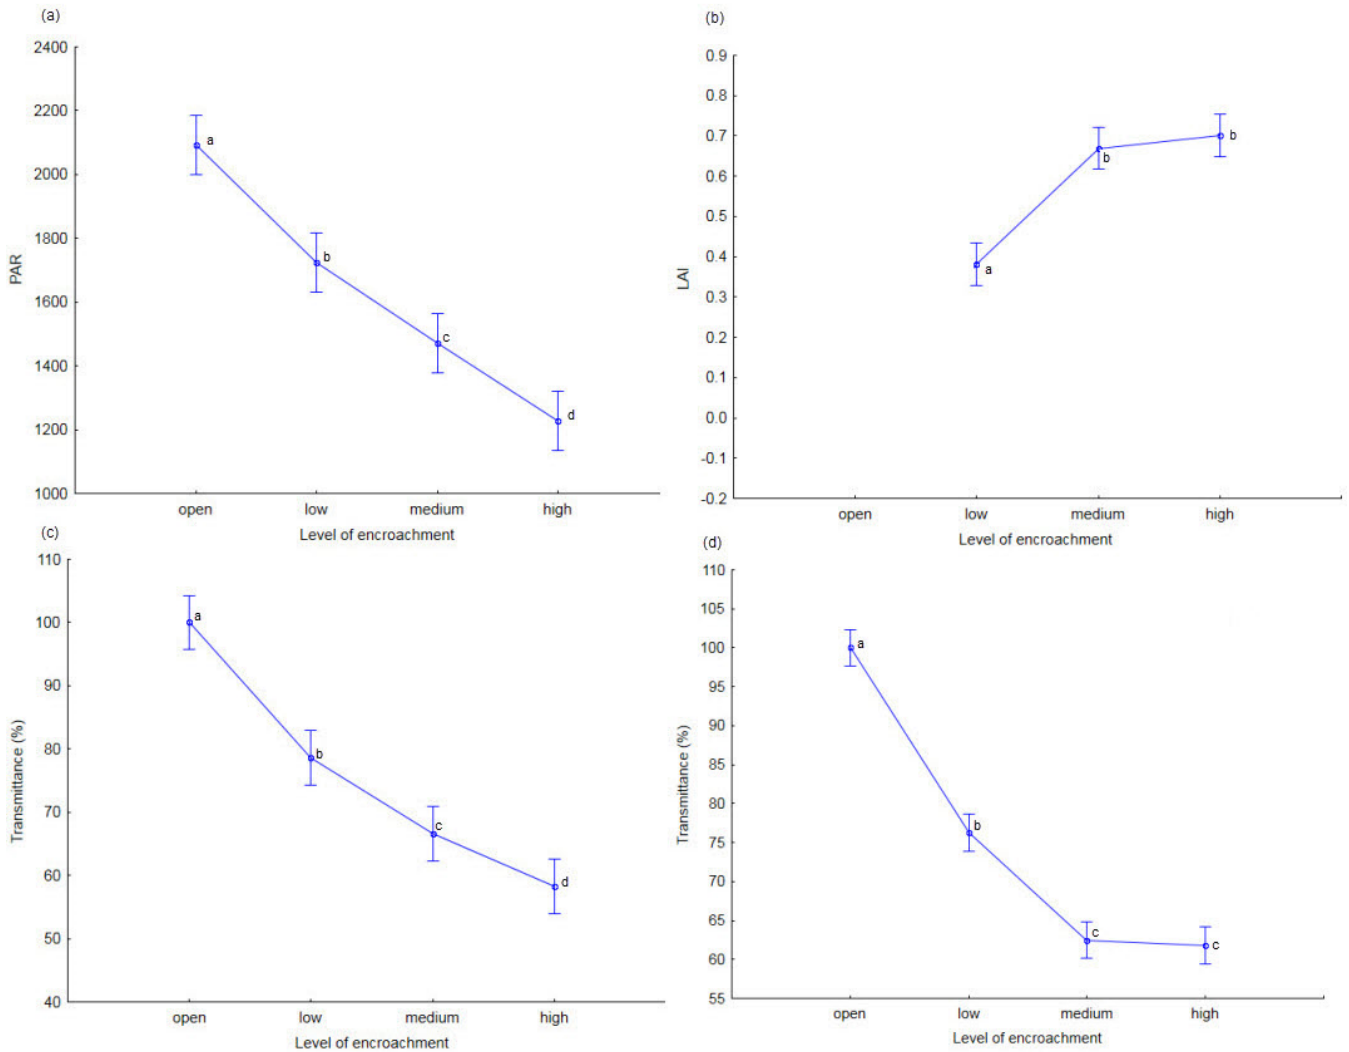 (a)
2400
2200
2000
1800
1600
1400
1200
1000
PAR
a
b
c
d
open low medium high
Level of encroachment
(b)
0.9
0.8
0.7
0.6
0.5
0.4
0.3
0.2
0.1
0.0
-0.1
-0.2
LAI
a
b
b
open low medium high
Level of encroachment
(c)
110
100
90
80
70
60
50
40
Transmittance (%)
a
b
c
d
open low medium high
Level of encroachment
(d)
110
105
100
95
90
85
80
75
70
65
60
55
Transmittance (%)
a
b
c
c
open low medium high
Level of encroachment